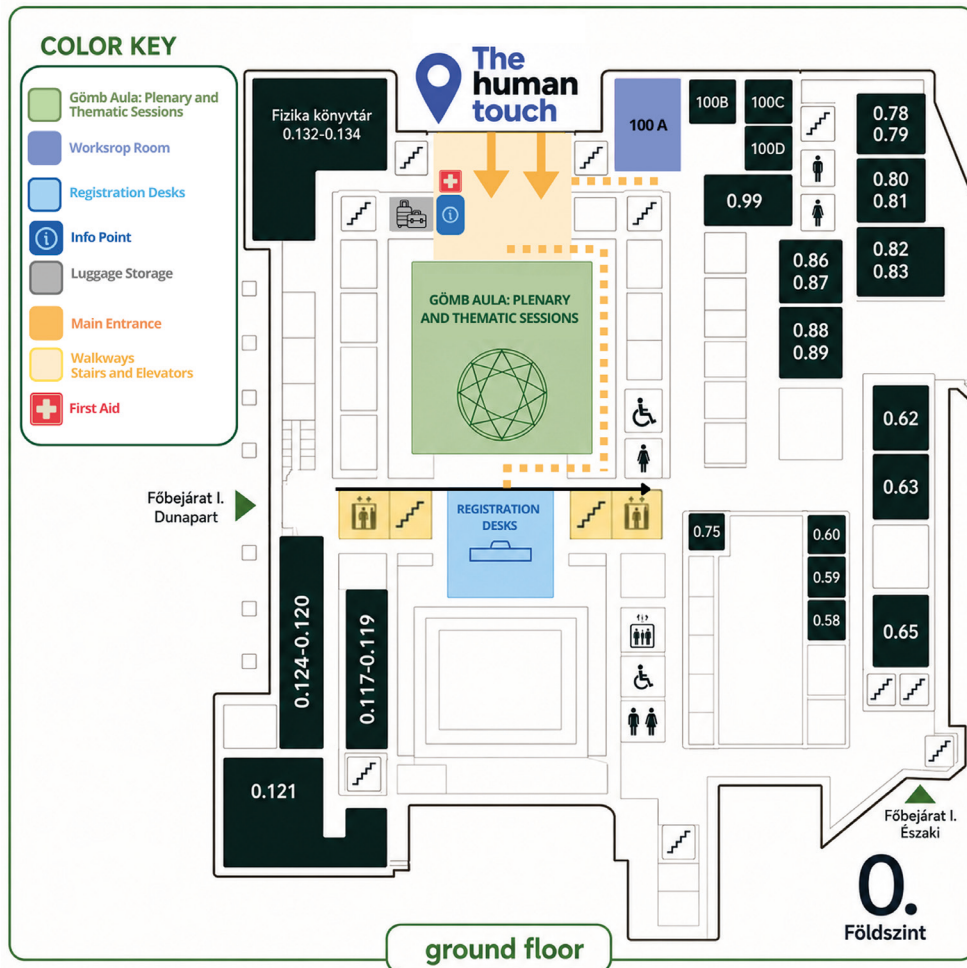 COLOR KEY
Gömb Aula: Plenary and
Thematic Sessions
Worksrop Room
Registration Desks
Info Point
Luggage Storage
Main Entrance
Walkways
Stairs and Elevators
First Aid
The
human
touch
Fizika könyvtár
0.132-0.134
100 A
100B
100C
100D
0.78
0.79
0.80
0.81
0.99
0.82
0.83
0.86
0.87
0.88
0.89
GÖMB AULA: PLENARY
AND THEMATIC SESSIONS
0.62
0.63
Főbejárat I.
Dunapart
REGISTRATION
DESKS
0.75
0.60
0.59
0.58
0.65
0.124-0.120
0.117-0.119
0.121
Főbejárat I.
Északi
0.
Földszint
ground floor